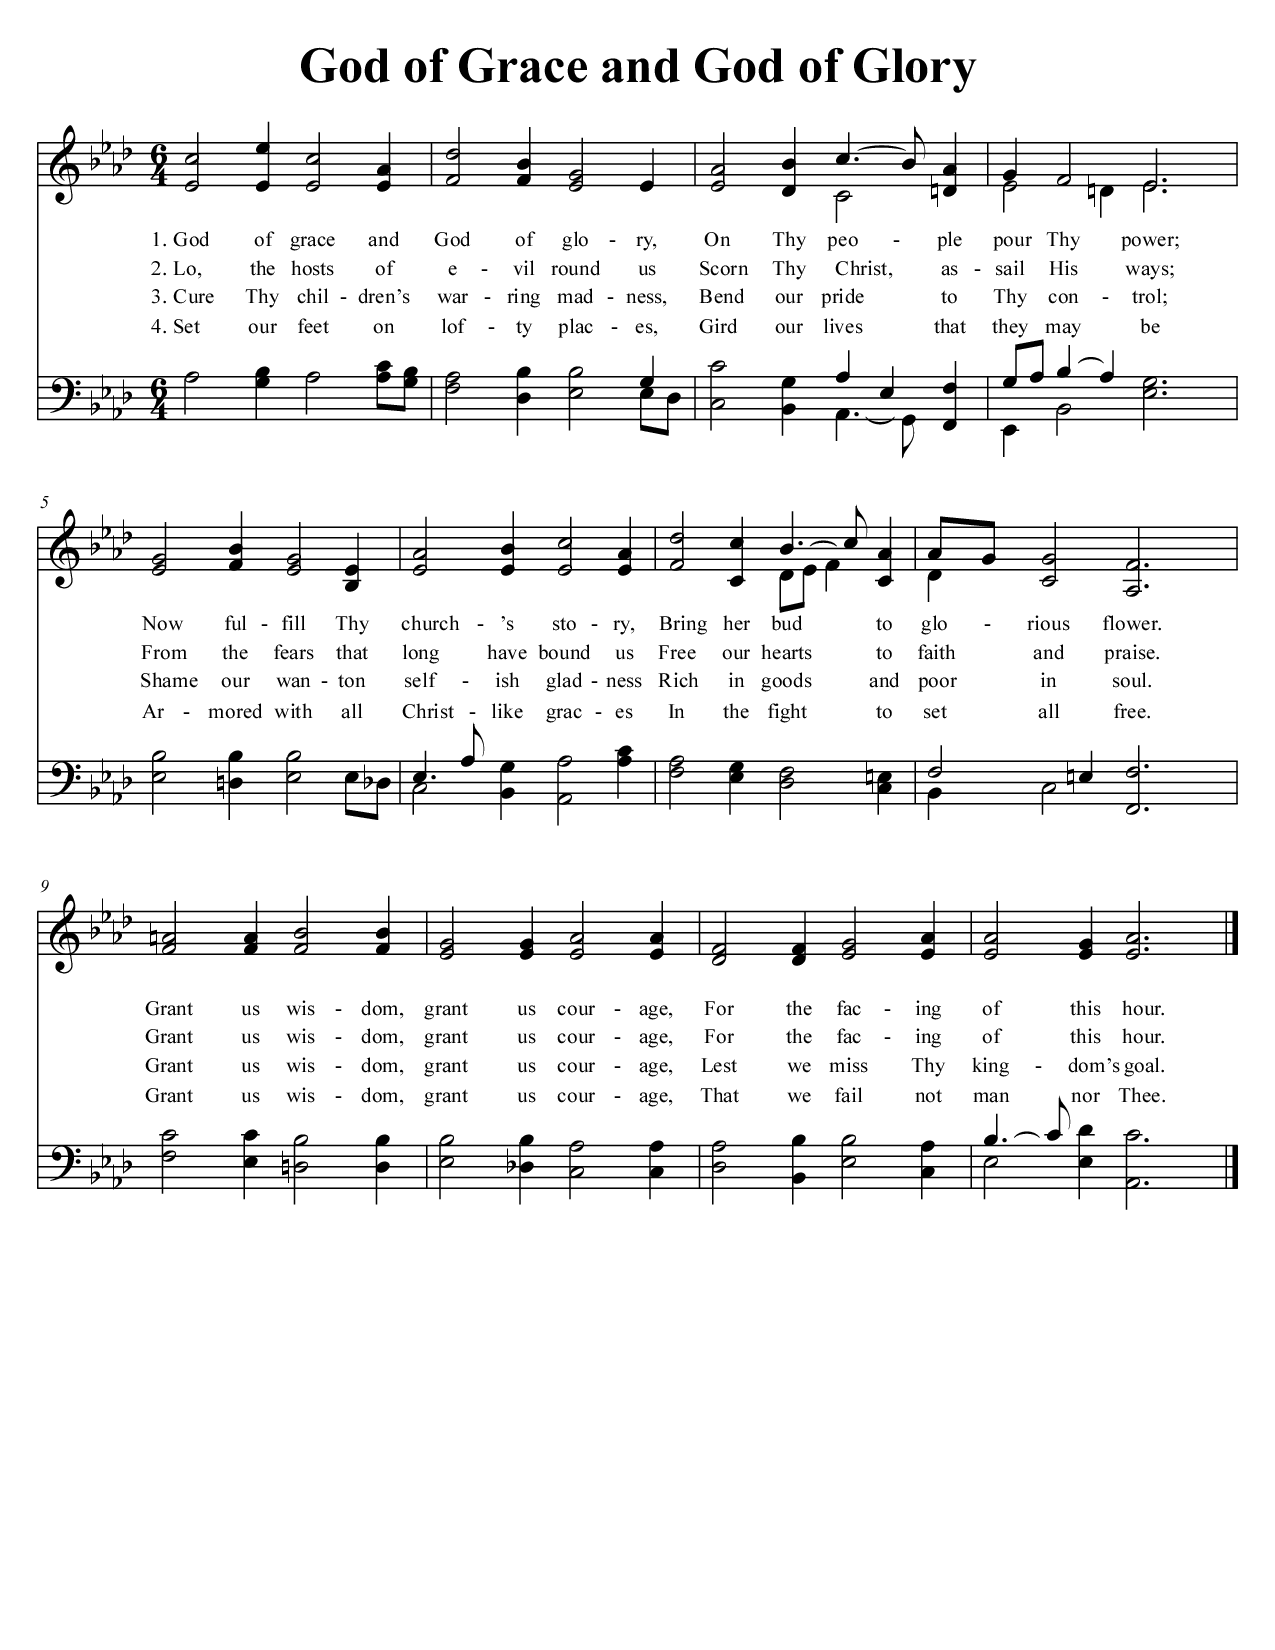 God of Grace and God of Glory
6 4
1. God of grace and God of glo - ry, On Thy peo - ple pour Thy power;
2. Lo, the hosts of e - vil round us Scorn Thy Christ, as - sail His ways;
3. Cure Thy chil - dren’s war - ring mad - ness, Bend our pride to Thy con - trol;
4. Set our feet on lof - ty plac - es, Gird our lives that they may be
6 4
5
Now ful - fill Thy church - ’s sto - ry, Bring her bud to glo - rious flower.
From the fears that long have bound us Free our hearts to faith and praise.
Shame our wan - ton self - ish glad - ness Rich in goods and poor in soul.
Ar - mored with all Christ - like grac - es In the fight to set all free.
9
Grant us wis - dom, grant us cour - age, For the fac - ing of this hour.
Grant us wis - dom, grant us cour - age, For the fac - ing of this hour.
Grant us wis - dom, grant us cour - age, Lest we miss Thy king - dom’s goal.
Grant us wis - dom, grant us cour - age, That we fail not man nor Thee.